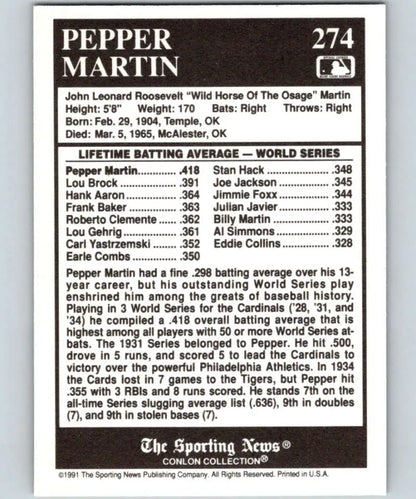 PEPPER
MARTIN
274
John Leonard Roosevelt "Wild Horse Of The Osage" Martin
Height: 5'8" Weight: 170 Bats: Right Throws: Right
Born: Feb. 29, 1904, Temple, OK
Died: Mar. 5, 1965, McAlester, OK
LIFETIME BATTING AVERAGE — WORLD SERIES
Pepper Martin............ .418
Lou Brock.................. .391
Hank Aaron............... .364
Frank Baker............... .363
Roberto Clemente ..... .362
Lou Gehrig................. .361
Carl Yastrzemski ....... .352
Earle Combs.............. .350
Stan Hack .................. .348
Joe Jackson............... .345
Jimmie Foxx .............. .344
Julian Javier .............. .333
Billy Martin ................ .333
Al Simmons ............... .329
Eddie Collins ............. .328
Pepper Martin had a fine .298 batting average over his 13-
year career, but his outstanding World Series play
enshrined him among the greats of baseball history.
Playing in 3 World Series for the Cardinals ('28, '31, and
'34) he compiled a .418 overall batting average that is
highest among all players with 50 or more World Series at-
bats. The 1931 Series belonged to Pepper. He hit .500,
drove in 5 runs, and scored 5 to lead the Cardinals to
victory over the powerful Philadelphia Athletics. In 1934
the Cards lost in 7 games to the Tigers, but Pepper hit
.355 with 3 RBIs and 8 runs scored. He stands 7th on the
all-time Series slugging average list (.636), 9th in doubles
(7), and 9th in stolen bases (7).
The Sporting News®
CONLON COLLECTION®
©1991 The Sporting News Publishing Company. All Rights Reserved. Printed in U.S.A.